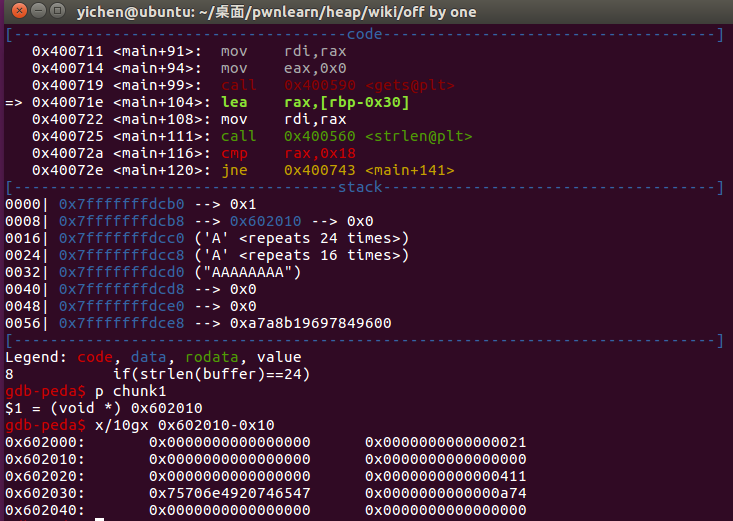 yichen@ubuntu: ~/桌面/pwnlearn/heap/wiki/off by one
[-------------------------------------code-------------------------------------]
   0x400711 <main+91>:	mov    rdi,rax
   0x400714 <main+94>:	mov    eax,0x0
   0x400719 <main+99>:	call   0x400590 <gets@plt>
=> 0x40071e <main+104>:	lea    rax,[rbp-0x30]
   0x400722 <main+108>:	mov    rdi,rax
   0x400725 <main+111>:	call   0x400560 <strlen@plt>
   0x40072a <main+116>:	cmp    rax,0x18
   0x40072e <main+120>:	jne    0x400743 <main+141>
[------------------------------------stack-------------------------------------]
0000| 0x7fffffffdcb0 --> 0x1
0008| 0x7fffffffdcb8 --> 0x602010 --> 0x0
0016| 0x7fffffffdcc0 ('A' <repeats 24 times>)
0024| 0x7fffffffdcc8 ('A' <repeats 16 times>)
0032| 0x7fffffffdcd0 ("AAAAAAAA")
0040| 0x7fffffffdcd8 --> 0x0
0048| 0x7fffffffdce0 --> 0x0
0056| 0x7fffffffdce8 --> 0xa7a8b19697849600
[------------------------------------------------------------------------------]
Legend: code, data, rodata, value
8	    if(strlen(buffer)==24)
gdb-peda$ p chunk1
$1 = (void *) 0x602010
gdb-peda$ x/10gx 0x602010-0x10
0x602000:	0x0000000000000000	0x0000000000000021
0x602010:	0x0000000000000000	0x0000000000000000
0x602020:	0x0000000000000000	0x0000000000000411
0x602030:	0x75706e4920746547	0x0000000000000a74
0x602040:	0x0000000000000000	0x0000000000000000